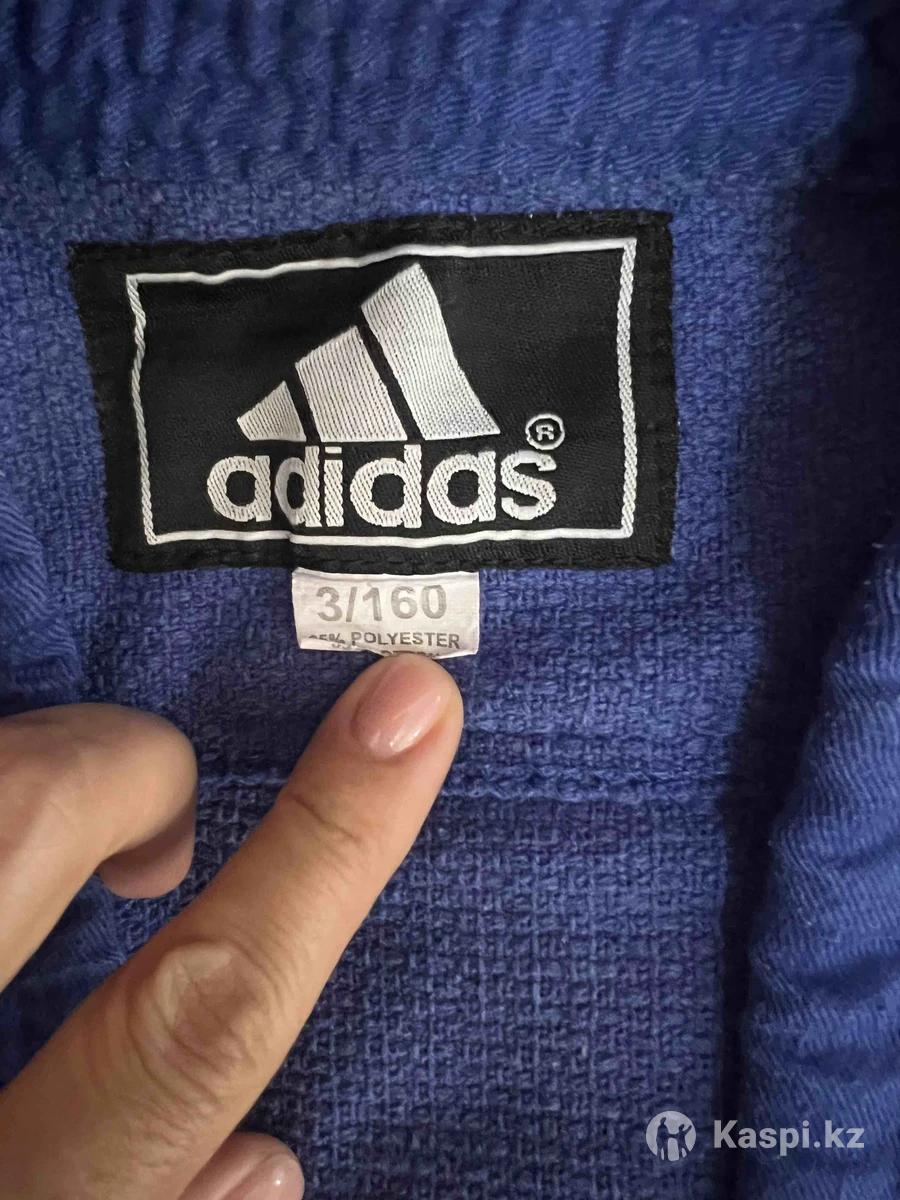 adidas®
3/160
POLYESTER
Kaspi.kz